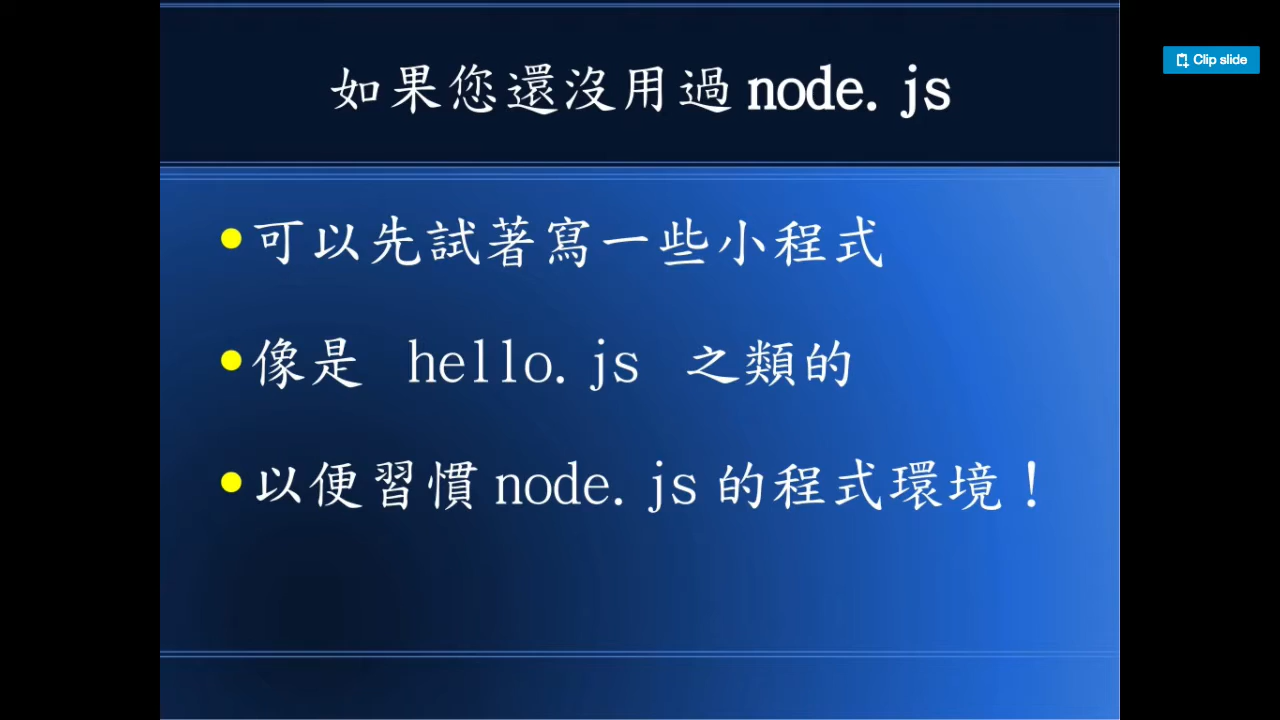 如果您還沒用過 node.js
Clip slide
可以先試著寫一些小程式
像是 hello.js 之類的
以便習慣 node.js 的程式環境！